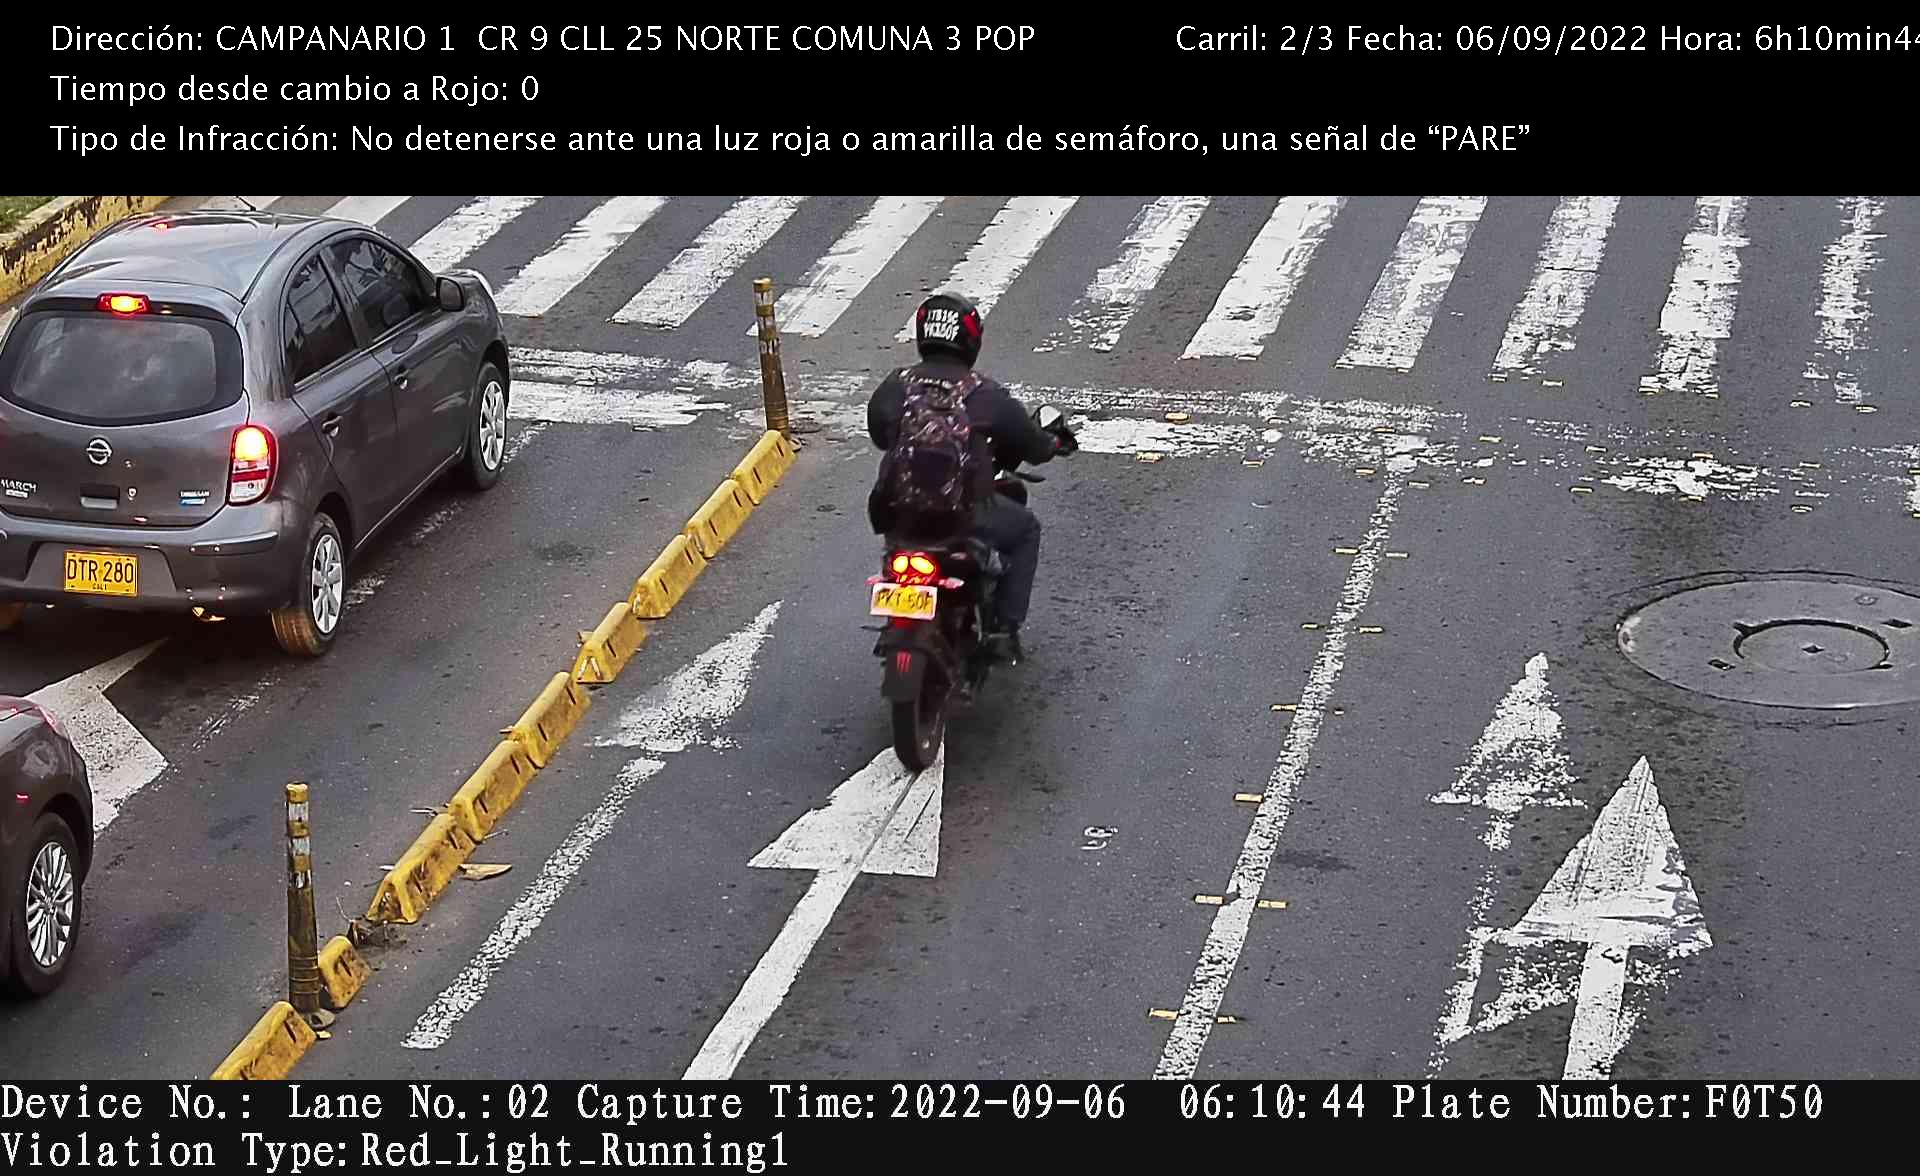 Dirección: CAMPANARIO 1  CR 9 CLL 25 NORTE COMUNA 3 POP Carril: 2/3 Fecha: 06/09/2022 Hora: 6h10min44
Tiempo desde cambio a Rojo: 0
Tipo de Infracción: No detenerse ante una luz roja o amarilla de semáforo, una señal de “PARE”
MARCH
DTR 280
CALI
Device No.: Lane No.:02 Capture Time:2022-09-06  06:10:44 Plate Number:F0T50
Violation Type:Red_Light_Running1